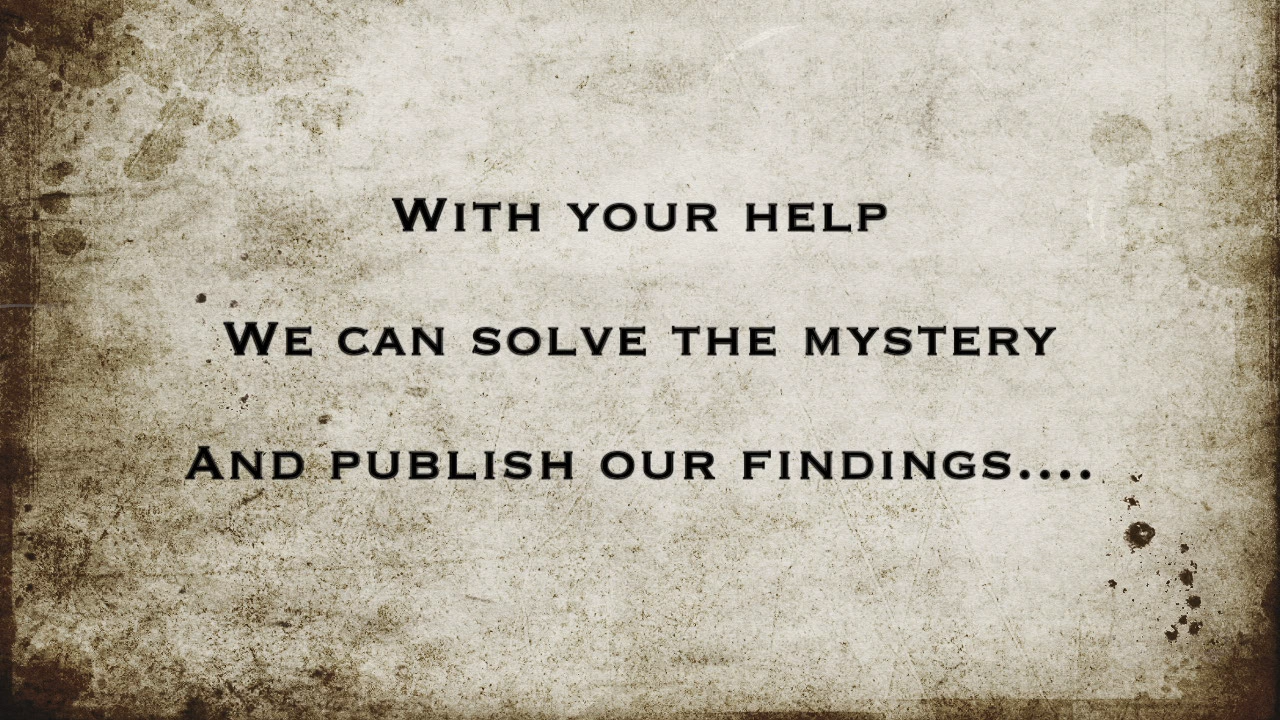 With your help
We can solve the mystery
And publish our findings....